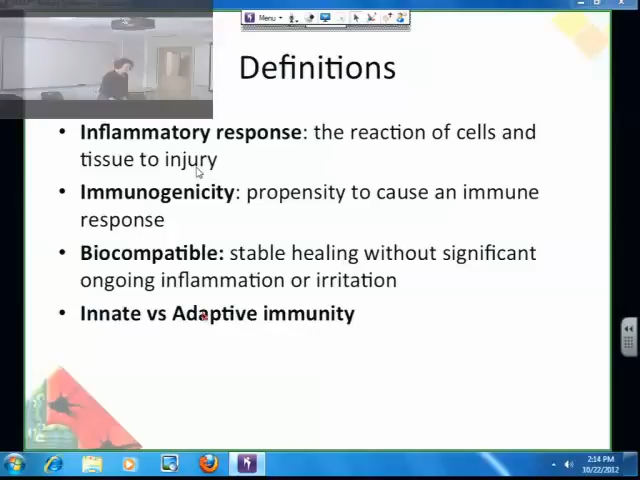 Menu
Definitions
• Inflammatory response: the reaction of cells and
tissue to injury
• Immunogenicity: propensity to cause an immune
response
• Biocompatible: stable healing without significant
ongoing inflammation or irritation
• Innate vs Adaptive immunity
2:14 PM
10/22/2012